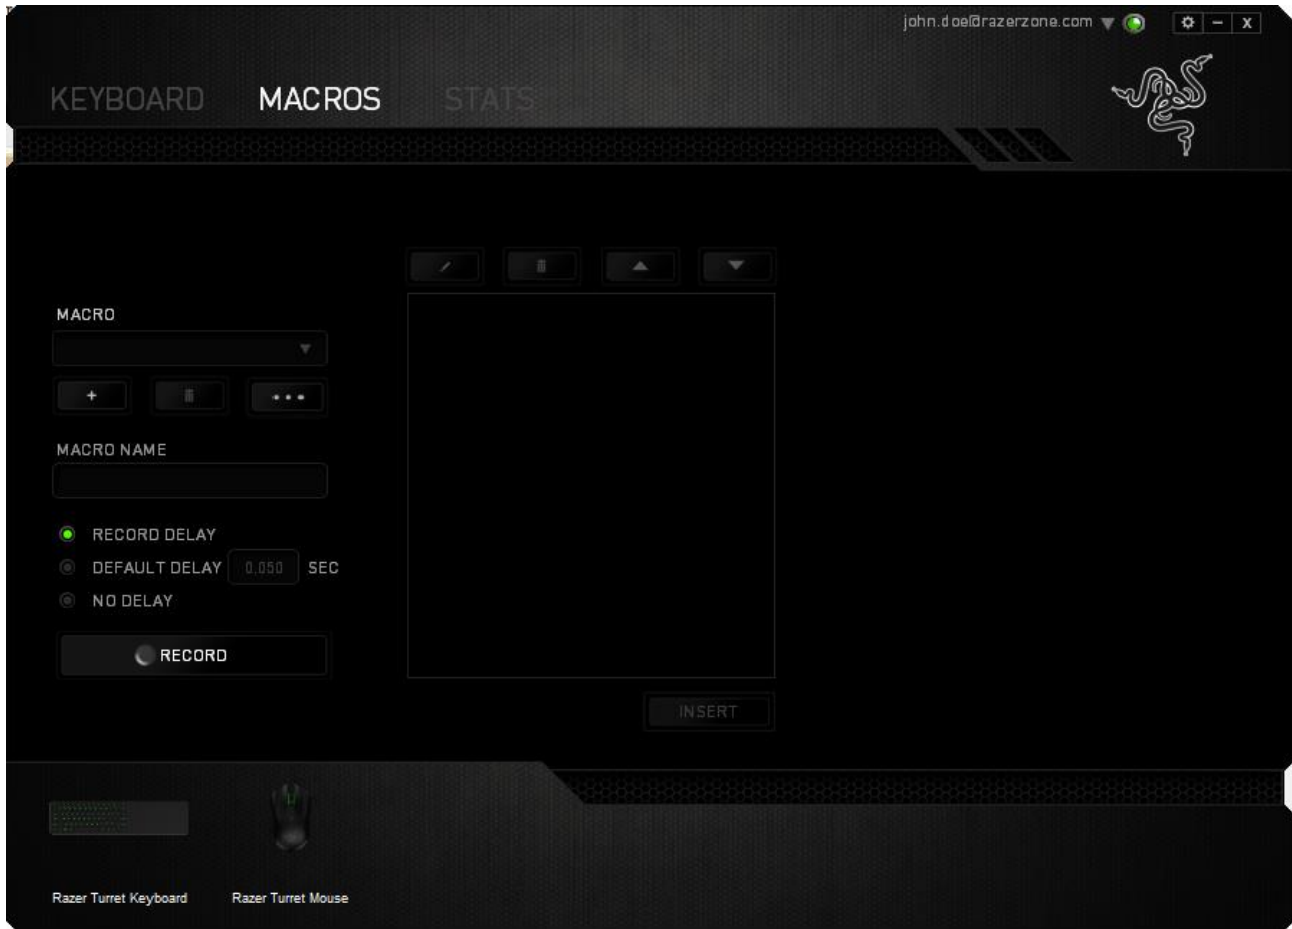 john.doe@razerzone.com
KEYBOARD MACROS STATS
MACRO
MACRO NAME
RECORD DELAY
DEFAULT DELAY 0.050 SEC
NO DELAY
RECORD
INSERT
Razer Turret Keyboard Razer Turret Mouse